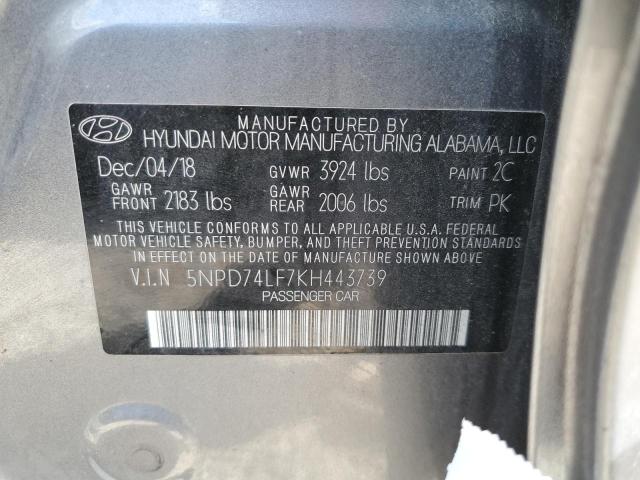 MANUFACTURED BY
HYUNDAI MOTOR MANUFACTURING ALABAMA, LLC
Dec/04/18 GVWR 3924 lbs PAINT 2C
GAWR FRONT 2183 lbs GAWR REAR 2006 lbs TRIM PK
THIS VEHICLE CONFORMS TO ALL APPLICABLE U.S.A. FEDERAL
MOTOR VEHICLE SAFETY, BUMPER, AND THEFT PREVENTION STANDARDS
IN EFFECT ON THE DATE OF MANUFACTURE SHOWN ABOVE.
V.I.N 5NPD74LF7KH443739
PASSENGER CAR